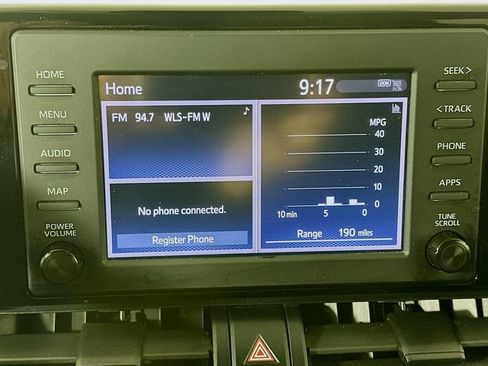 HOME
MENU
AUDIO
MAP
POWER
VOLUME
Home
9:17
DCM
FM 94.7 WLS-FM W
No phone connected.
Register Phone
MPG
40
30
20
10
0
10 min 5 0
Range 190 miles
SEEK >
< TRACK
PHONE
APPS
TUNE
SCROLL